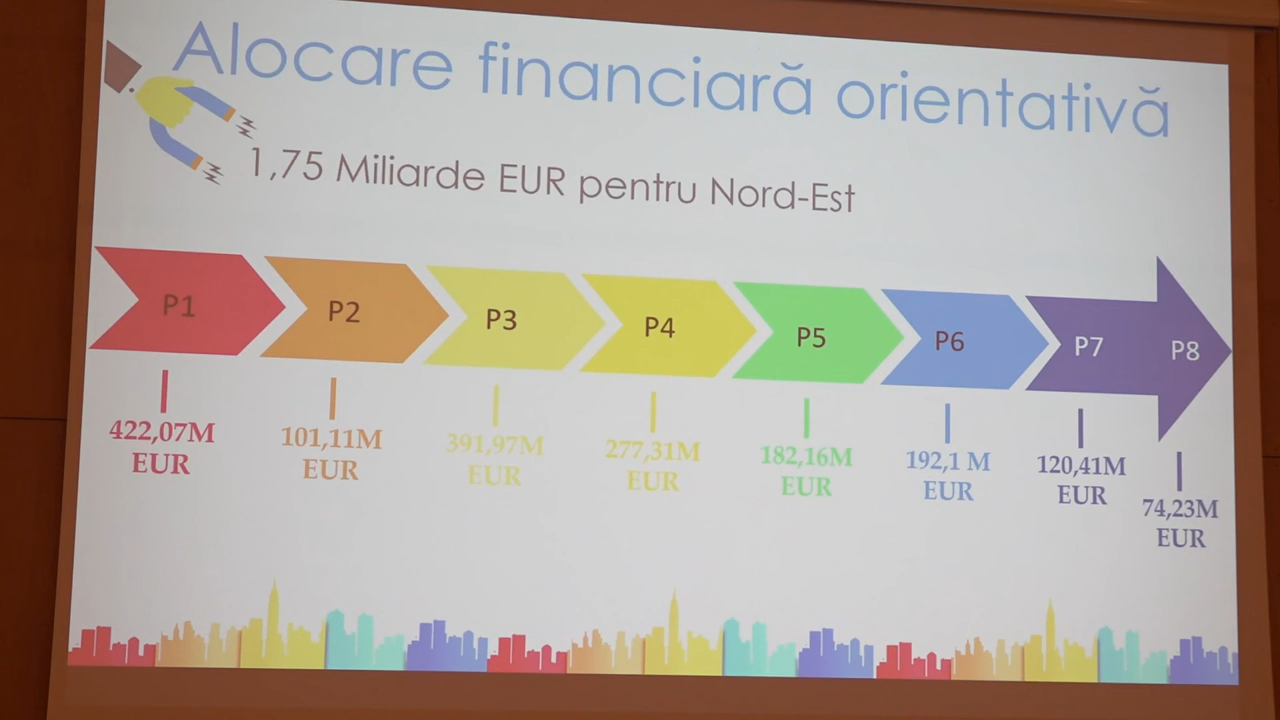 Alocare financiară orientativă
1,75 Miliarde EUR pentru Nord-Est
P1
P2
P3
P4
P5
P6
P7
P8
422,07M
EUR
101,11M
EUR
391,97M
EUR
277,31M
EUR
182,16M
EUR
192,1 M
EUR
120,41M
EUR
74,23M
EUR